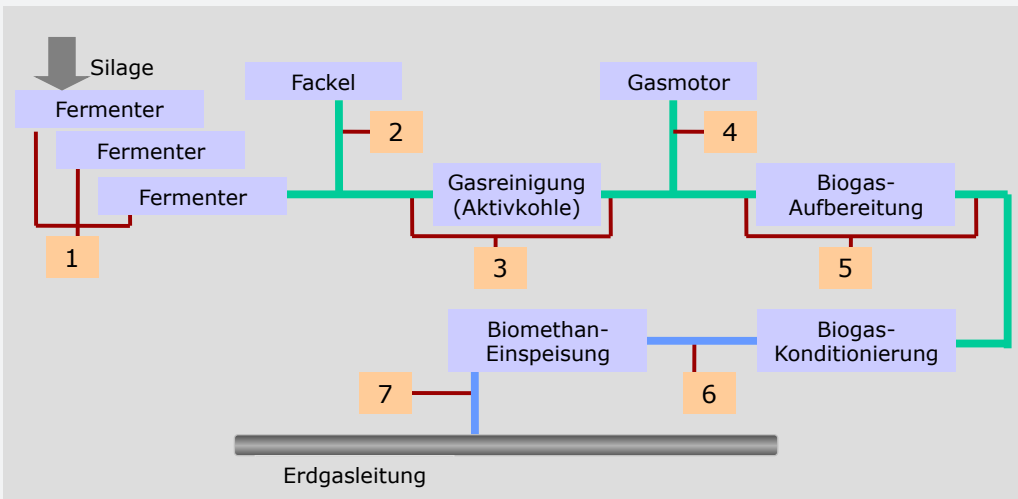 Silage
Fermenter
Fermenter
Fermenter
1
Fackel
2
Gasreinigung
(Aktivkohle)
3
Gasmotor
4
Biogas-
Aufbereitung
5
Biogas-
Konditionierung
6
Biomethan-
Einspeisung
7
Erdgasleitung